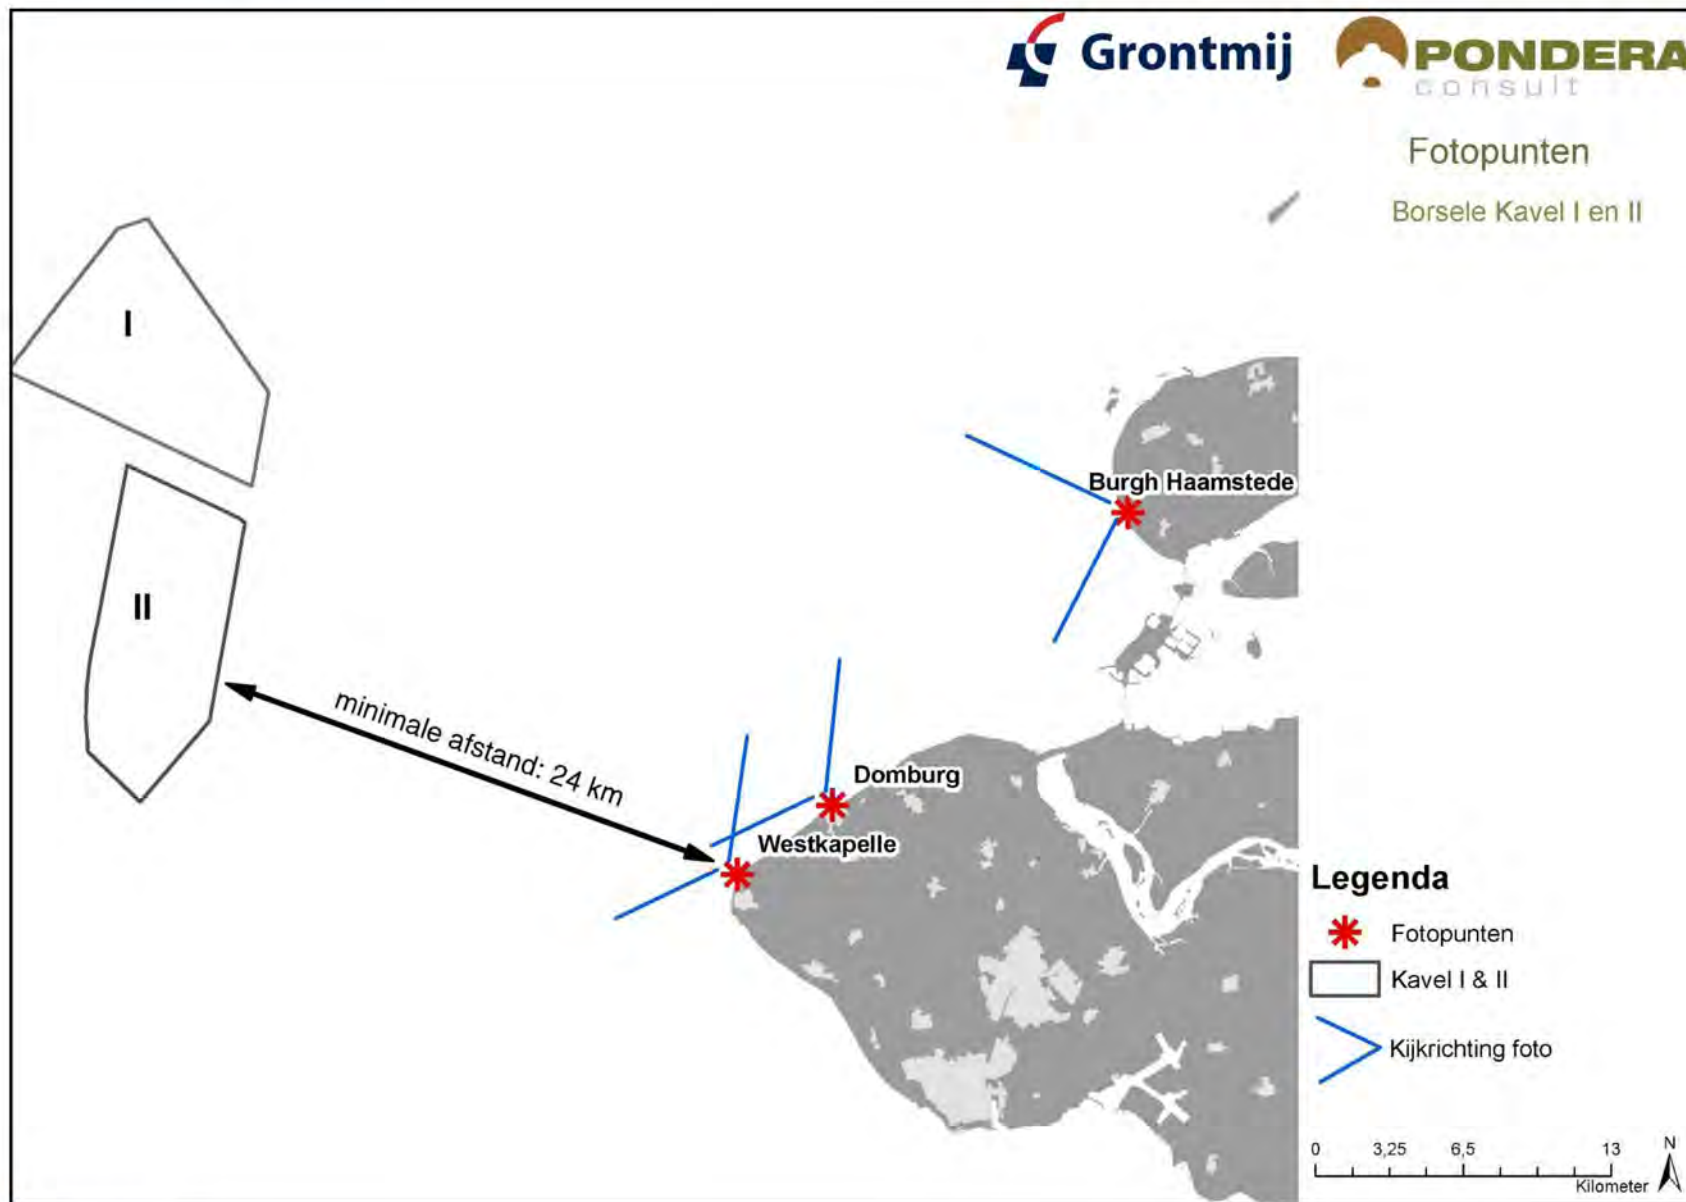 Grontmij
PONDERA
consult
Fotopunten
Borsele Kavel I en II
I
II
minimale afstand: 24 km
Burgh Haamstede
Domburg
Westkapelle
Legenda
Fotopunten
Kavel I & II
Kijkrichting foto
0 3,25 6,5 13
Kilometer
N